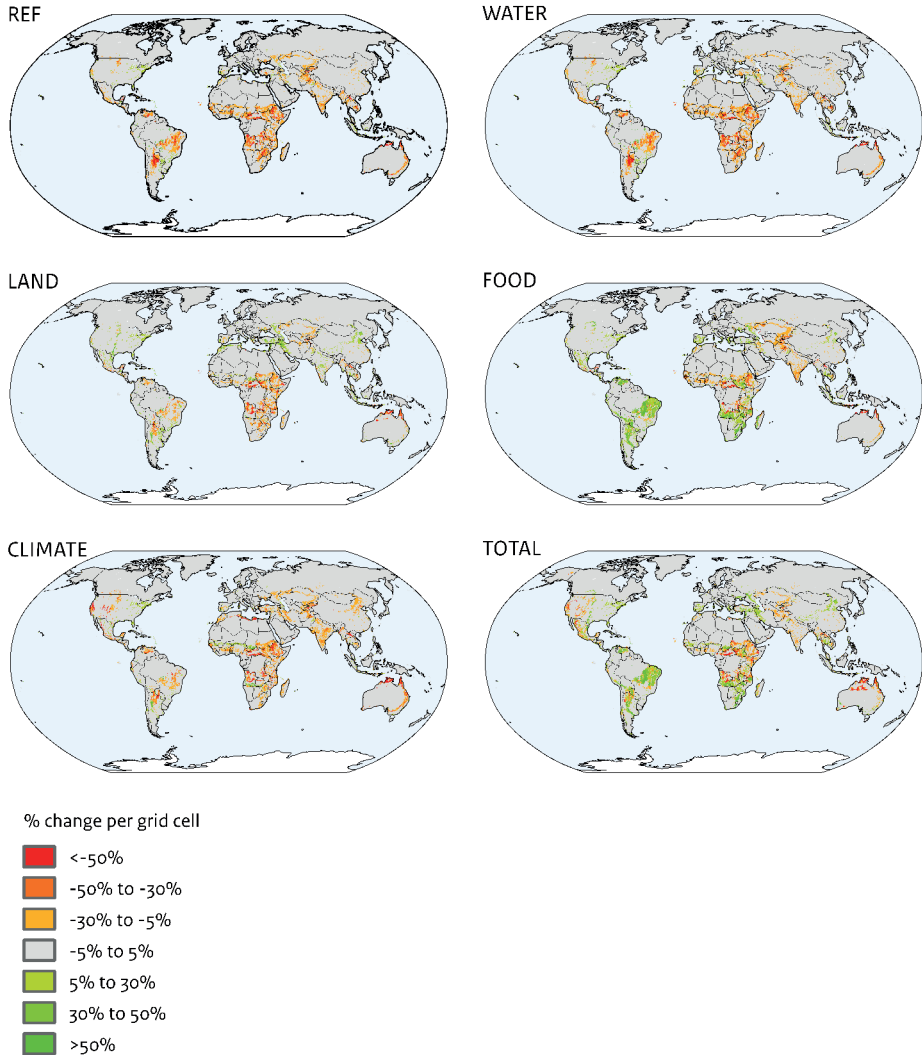 REF
WATER
LAND
FOOD
CLIMATE
TOTAL
% change per grid cell
<-50%
-50% to -30%
-30% to -5%
-5% to 5%
5% to 30%
30% to 50%
>50%